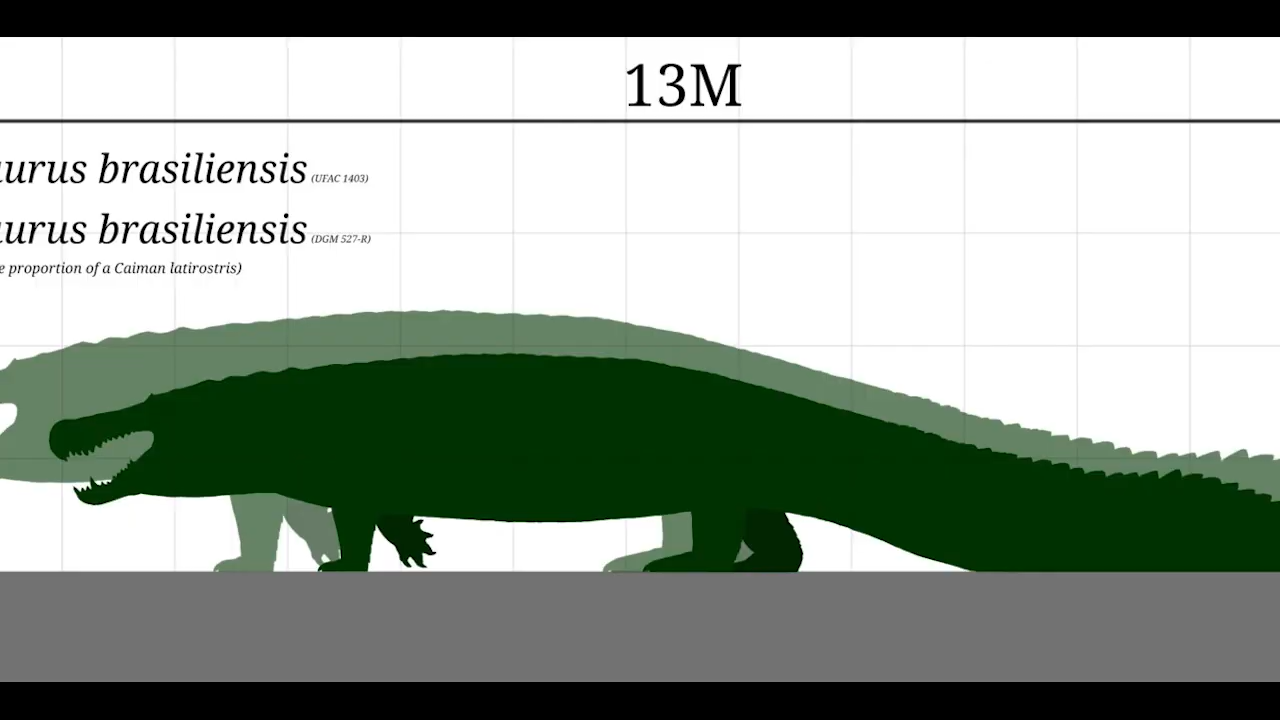 13M
urus brasiliensis (UFAC 1403)
urus brasiliensis (DGM 527-R)
e proportion of a Caiman latirostris)